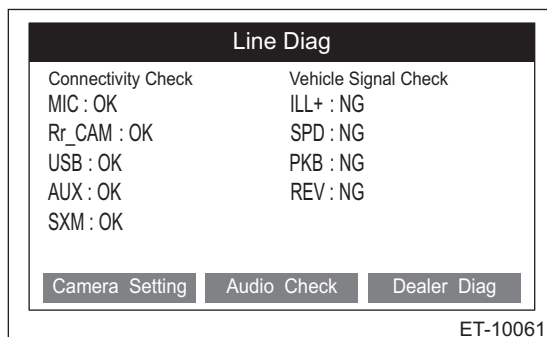 Line Diag
Connectivity Check
MIC : OK
Rr_CAM : OK
USB : OK
AUX : OK
SXM : OK
Vehicle Signal Check
ILL+ : NG
SPD : NG
PKB : NG
REV : NG
Camera Setting
Audio Check
Dealer Diag
ET-10061